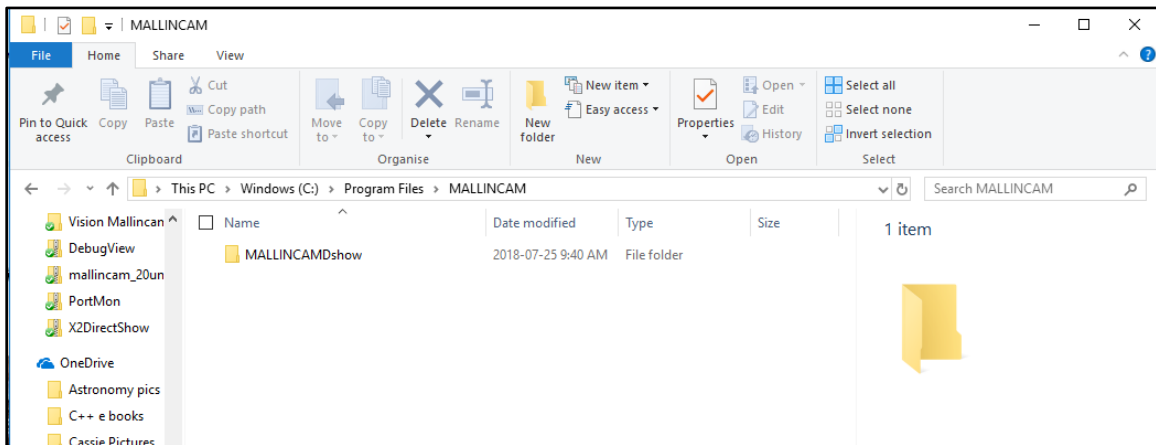 MALLINCAM
File Home Share View
Pin to Quick access
Copy
Paste
Cut
Copy path
Paste shortcut
Clipboard
Move to
Copy to
Delete
Rename
Organise
New folder
New item
Easy access
New
Properties
Open
Edit
History
Open
Select all
Select none
Invert selection
Select
This PC > Windows (C:) > Program Files > MALLINCAM
Search MALLINCAM
Vision Mallincan
DebugView
mallincam_20un
PortMon
X2DirectShow
OneDrive
Astronomy pics
C++ e books
Cassie Pictures
Name Date modified Type Size
MALLINCAMDshow 2018-07-25 9:40 AM File folder
1 item